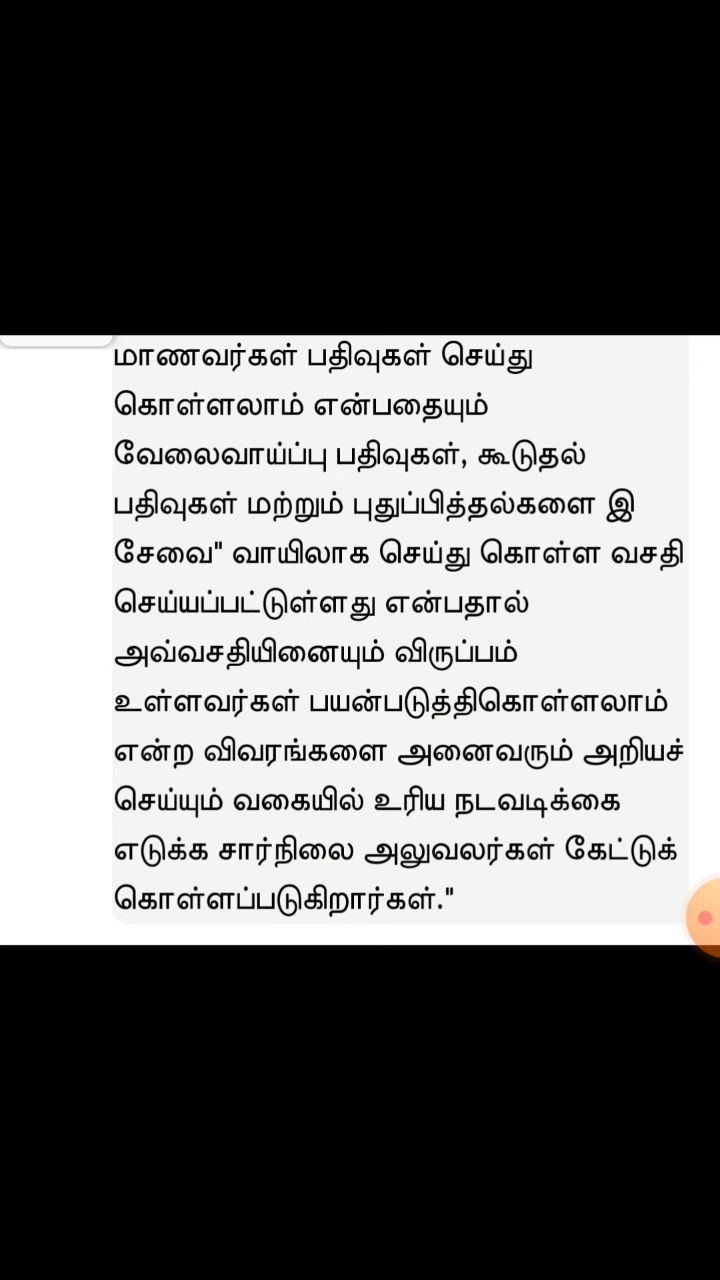 மாணவர்கள் பதிவுகள் செய்து
கொள்ளலாம் என்பதையும்
வேலைவாய்ப்பு பதிவுகள், கூடுதல்
பதிவுகள் மற்றும் புதுப்பித்தல்களை இ
சேவை" வாயிலாக செய்து கொள்ள வசதி
செய்யப்பட்டுள்ளது என்பதால்
அவ்வசதியினையும் விருப்பம்
உள்ளவர்கள் பயன்படுத்திகொள்ளலாம்
என்ற விவரங்களை அனைவரும் அறியச்
செய்யும் வகையில் உரிய நடவடிக்கை
எடுக்க சார்நிலை அலுவலர்கள் கேட்டுக்
கொள்ளப்படுகிறார்கள்."